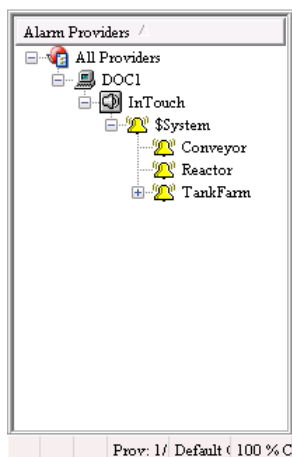 Alarm Providers
All Providers
DOC1
InTouch
$System
Conveyor
Reactor
TankFarm
Prov: 1/ Default 100 % C